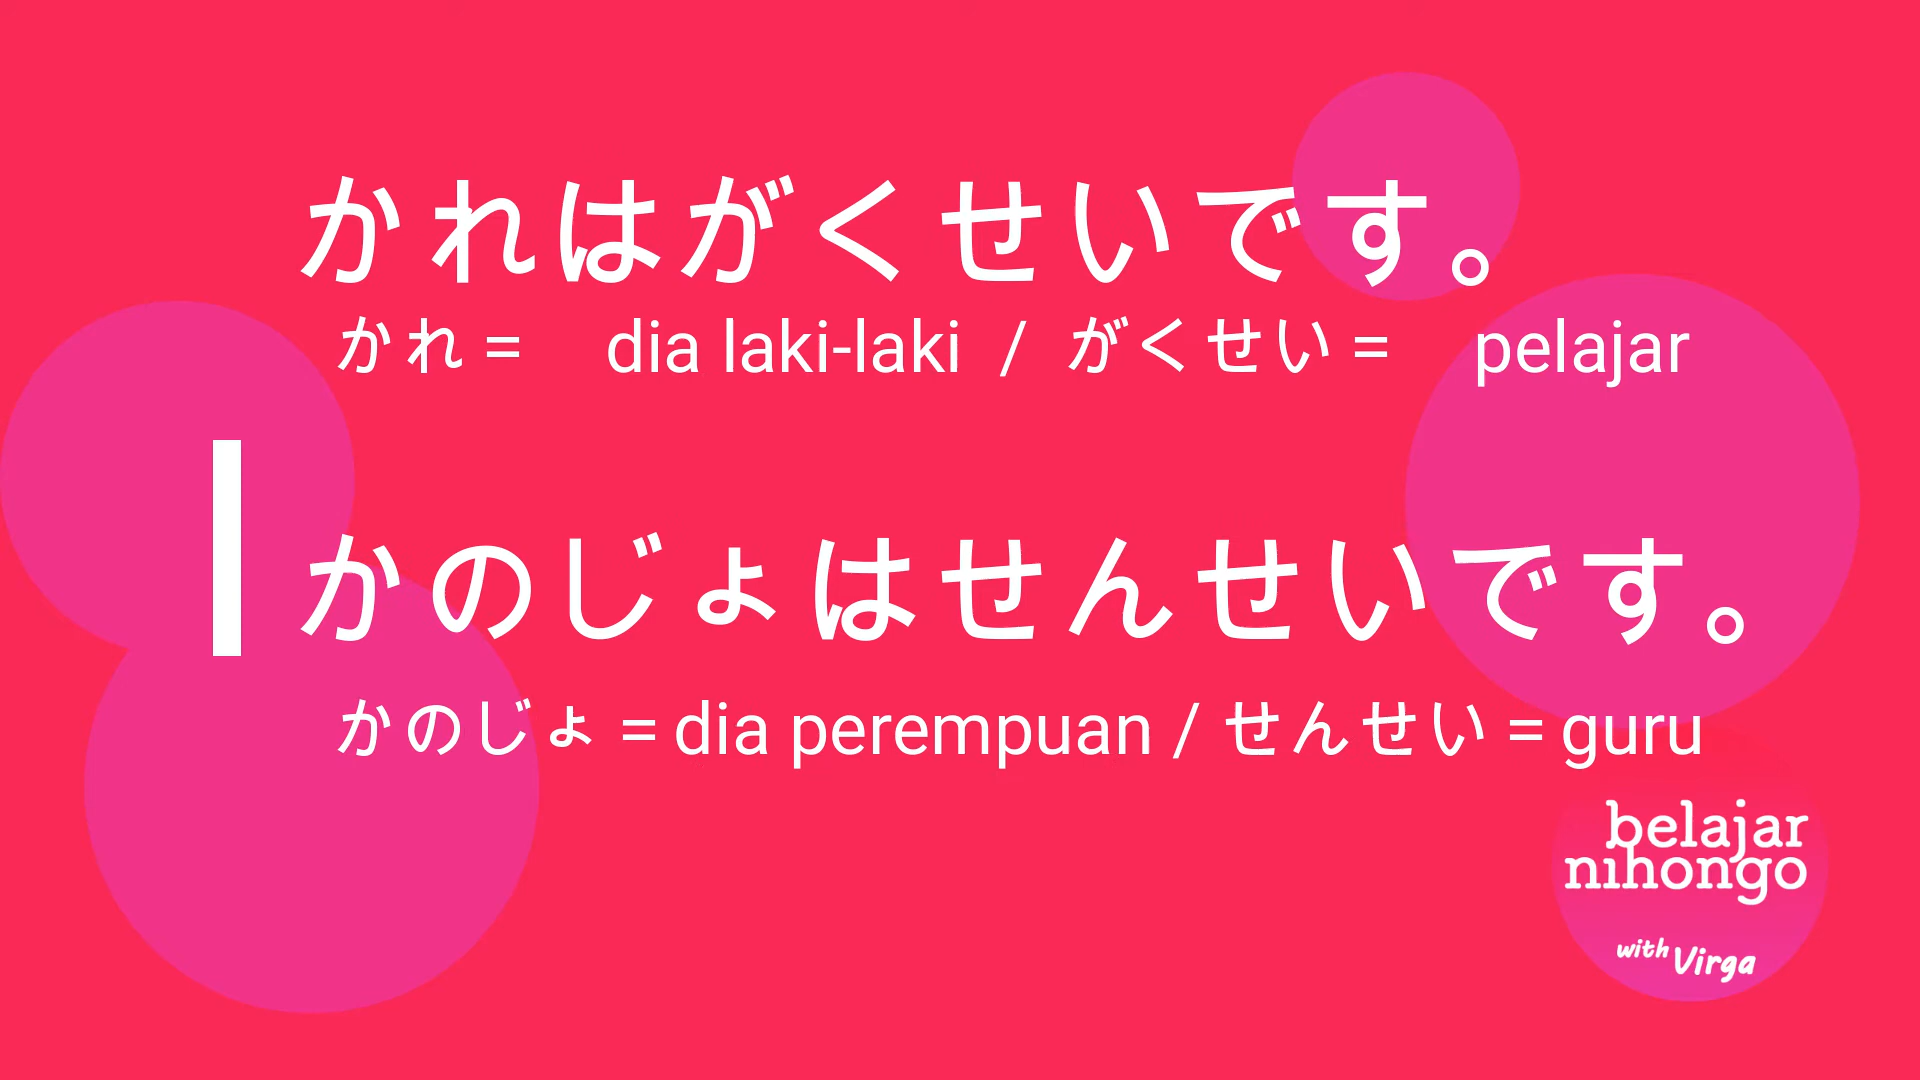 かれはがくせいです。
かれ = dia laki-laki / がくせい = pelajar
かのじょはせんせいです。
かのじょ = dia perempuan / せんせい = guru
belajar
nihongo
with Virga